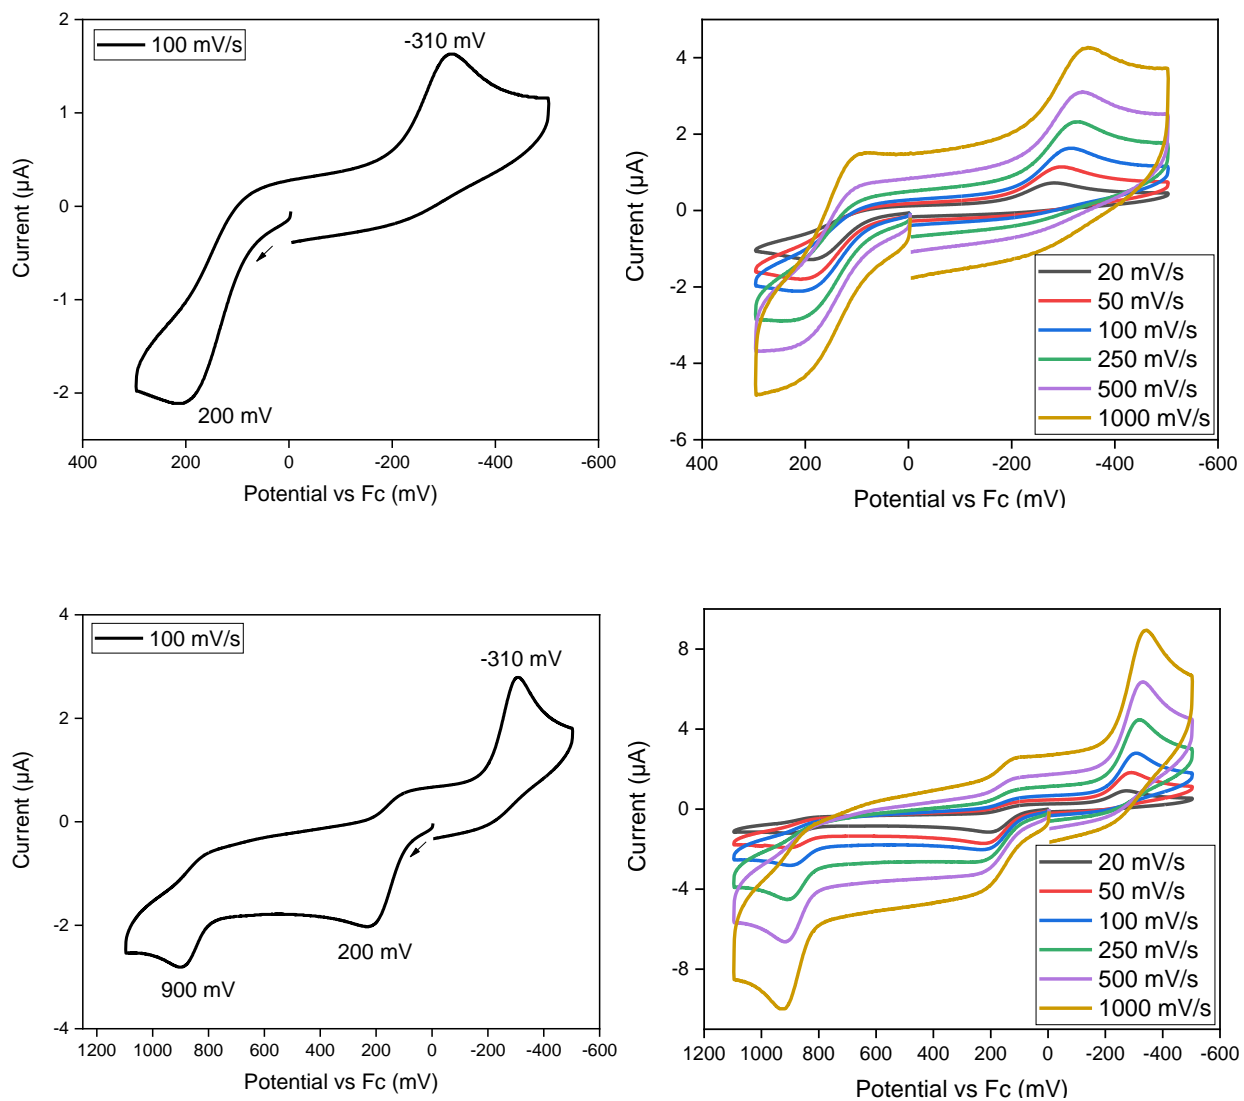 100 mV/s
-310 mV
200 mV
2
1
0
-1
-2
400 200 0 -200 -400 -600
Current (µA)
Potential vs Fc (mV)
4
2
0
-2
-4
-6
400 200 0 -200 -400 -600
Current (µA)
Potential vs Fc (mV)
20 mV/s
50 mV/s
100 mV/s
250 mV/s
500 mV/s
1000 mV/s
100 mV/s
-310 mV
200 mV
900 mV
4
2
0
-2
-4
1200 1000 800 600 400 200 0 -200 -400 -600
Current (µA)
Potential vs Fc (mV)
8
4
0
-4
-8
1200 1000 800 600 400 200 0 -200 -400 -600
Current (µA)
Potential vs Fc (mV)
20 mV/s
50 mV/s
100 mV/s
250 mV/s
500 mV/s
1000 mV/s